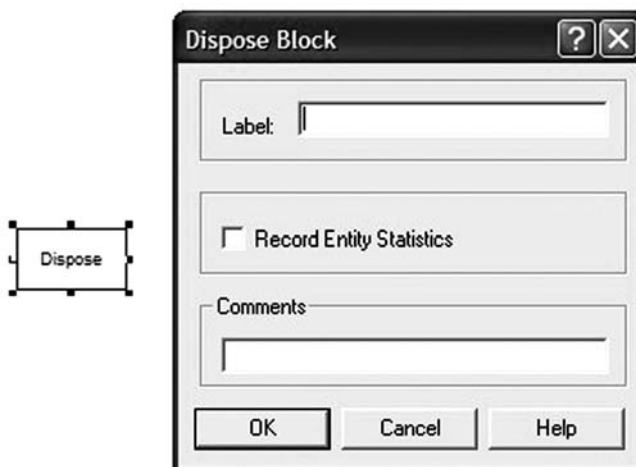 Dispose Block
Label:
Dispose
Record Entity Statistics
Comments
OK Cancel Help